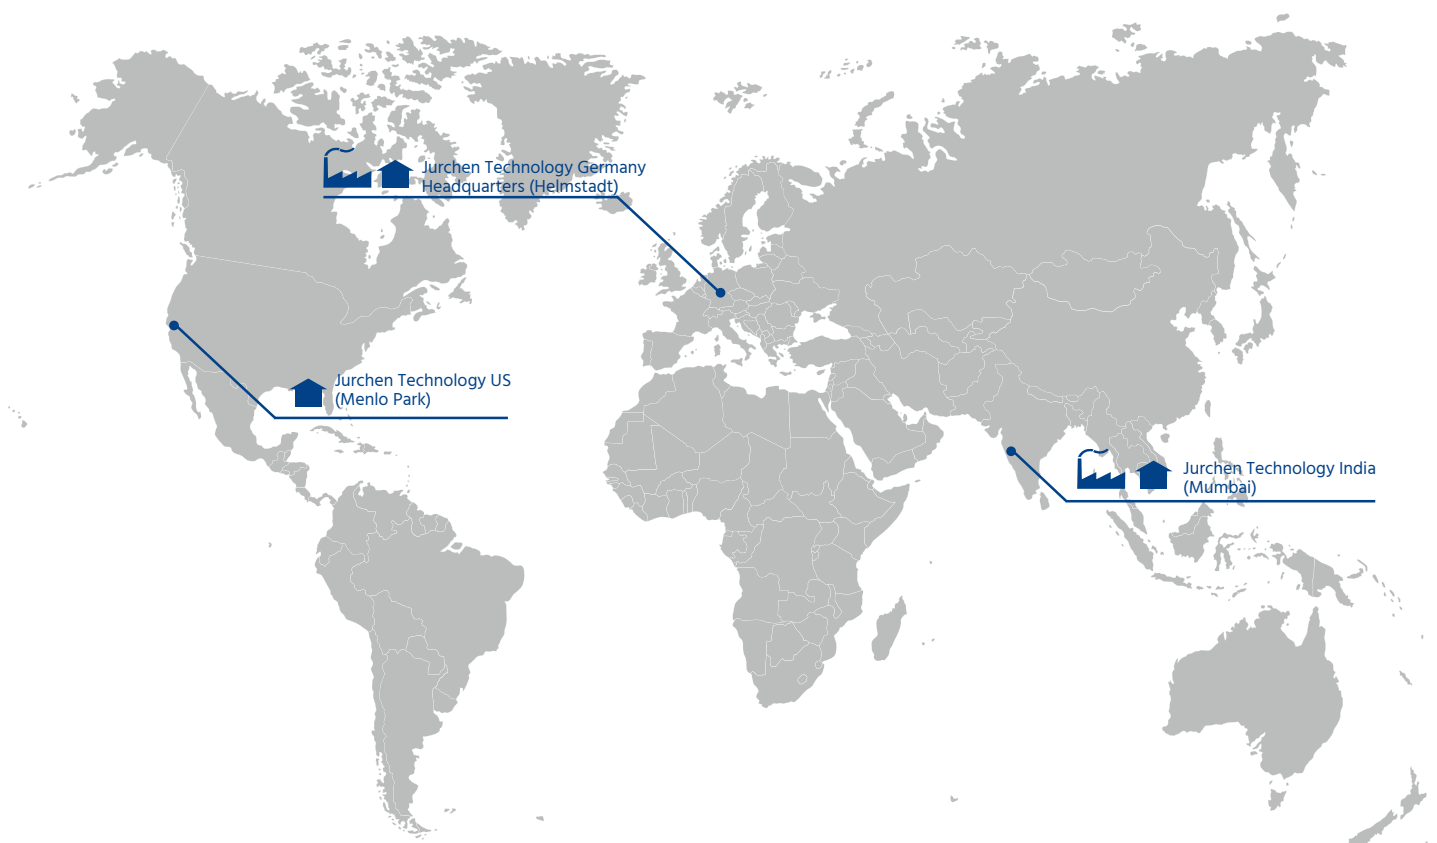 Jurchen Technology Germany
Headquarters (Helmstadt)
Jurchen Technology US
(Menlo Park)
Jurchen Technology India
(Mumbai)